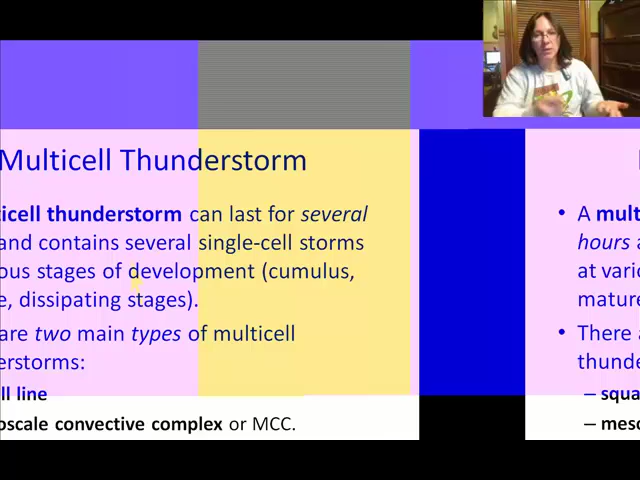 Multicell Thunderstorm
ticell thunderstorm can last for several
and contains several single-cell storms
ous stages of development (cumulus,
e, dissipating stages).
are two main types of multicell
erstorms:
ll line
oscale convective complex or MCC.
• A mult
hours a
at vario
mature
• There a
thunde
– squa
– meso